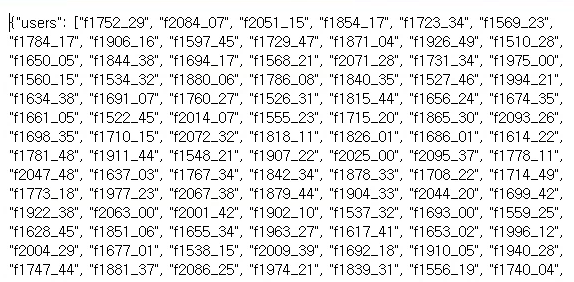 {"users": ["f1752_29", "f2084_07", "f2051_15", "f1854_17", "f1723_34", "f1569_23",
"f1784_17", "f1906_16", "f1597_45", "f1729_47", "f1871_04", "f1926_49", "f1510_28",
"f1650_05", "f1844_38", "f1694_17", "f1568_21", "f2071_28", "f1731_34", "f1975_00",
"f1560_15", "f1534_32", "f1880_06", "f1786_08", "f1840_35", "f1527_46", "f1994_21",
"f1634_38", "f1691_07", "f1760_27", "f1526_31", "f1815_44", "f1656_24", "f1674_35",
"f1661_05", "f1522_45", "f2014_07", "f1555_23", "f1715_20", "f1865_30", "f2093_26",
"f1698_35", "f1710_15", "f2072_32", "f1818_11", "f1826_01", "f1686_01", "f1614_22",
"f1781_48", "f1911_44", "f1548_21", "f1907_22", "f2025_00", "f2095_37", "f1778_11",
"f2047_48", "f1637_03", "f1767_34", "f1842_34", "f1878_33", "f1708_22", "f1714_49",
"f1773_18", "f1977_23", "f2067_38", "f1879_44", "f1904_33", "f2044_20", "f1699_42",
"f1922_38", "f2063_00", "f2001_42", "f1902_10", "f1537_32", "f1693_00", "f1559_25",
"f1628_45", "f1851_06", "f1655_34", "f1963_27", "f1617_41", "f1653_02", "f1996_12",
"f2004_29", "f1677_01", "f1538_15", "f2009_39", "f1692_18", "f1910_05", "f1940_28",
"f1747_44", "f1881_37", "f2086_25", "f1974_21", "f1839_31", "f1556_19", "f1740_04",